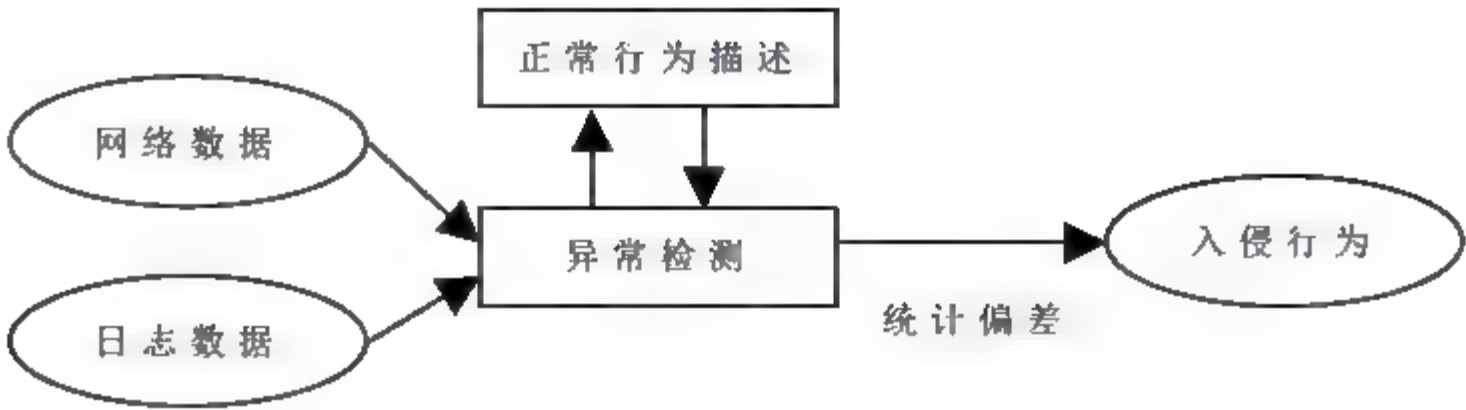 正常行为描述
网络数据
异常检测
入侵行为
统计偏差
日志数据